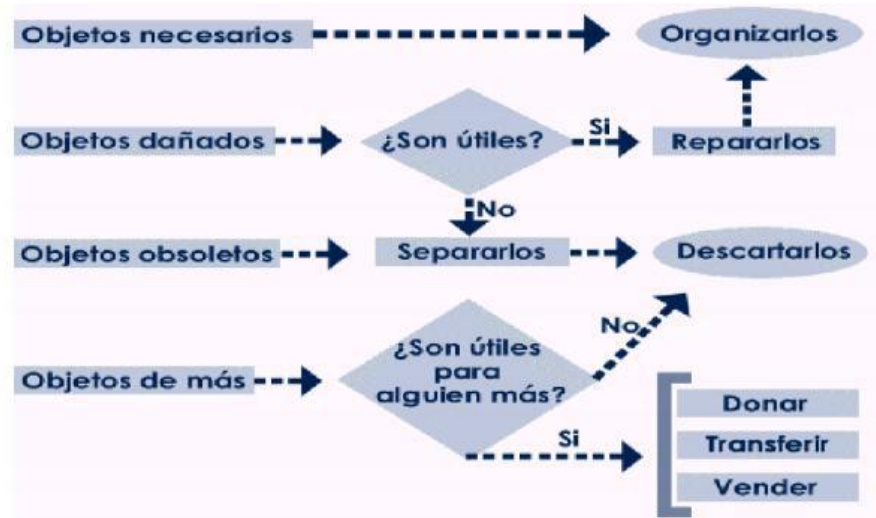 Objetos necesarios
Organizarlos
Objetos dañados
¿Son útiles?
Si
Repararlos
No
Objetos obsoletos
Separarlos
Descartarlos
Objetos de más
¿Son útiles
para
alguien más?
No
Si
Donar
Transferir
Vender